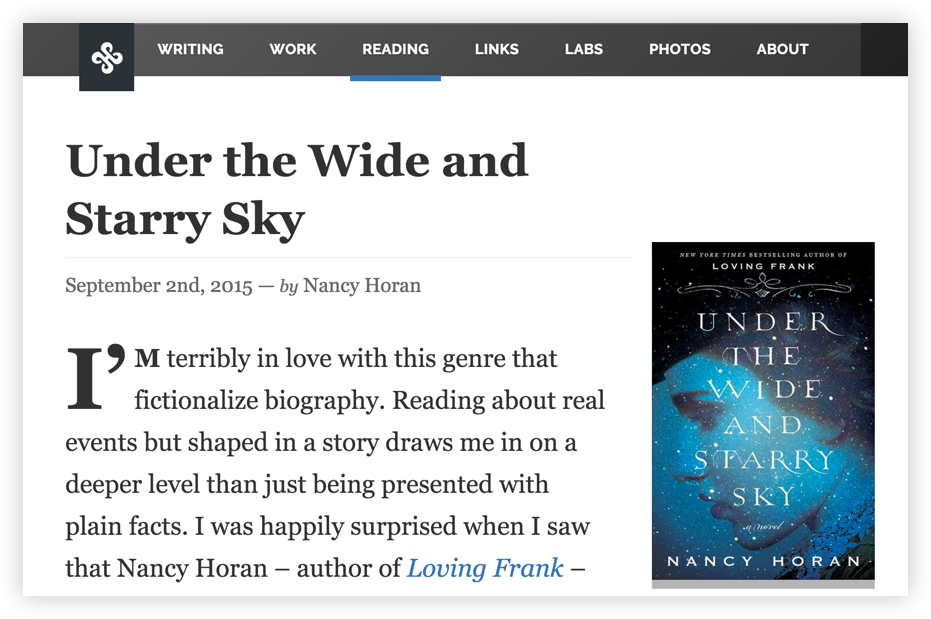 WRITING WORK READING LINKS LABS PHOTOS ABOUT
Under the Wide and
Starry Sky
September 2nd, 2015 — by Nancy Horan
I’M terribly in love with this genre that
fictionalize biography. Reading about real
events but shaped in a story draws me in on a
deeper level than just being presented with
plain facts. I was happily surprised when I saw
that Nancy Horan – author of Loving Frank –
NEW YORK TIMES BESTSELLING AUTHOR OF
LOVING FRANK
UNDER
THE
WIDE
AND
STARRY
SKY
a novel
NANCY HORAN